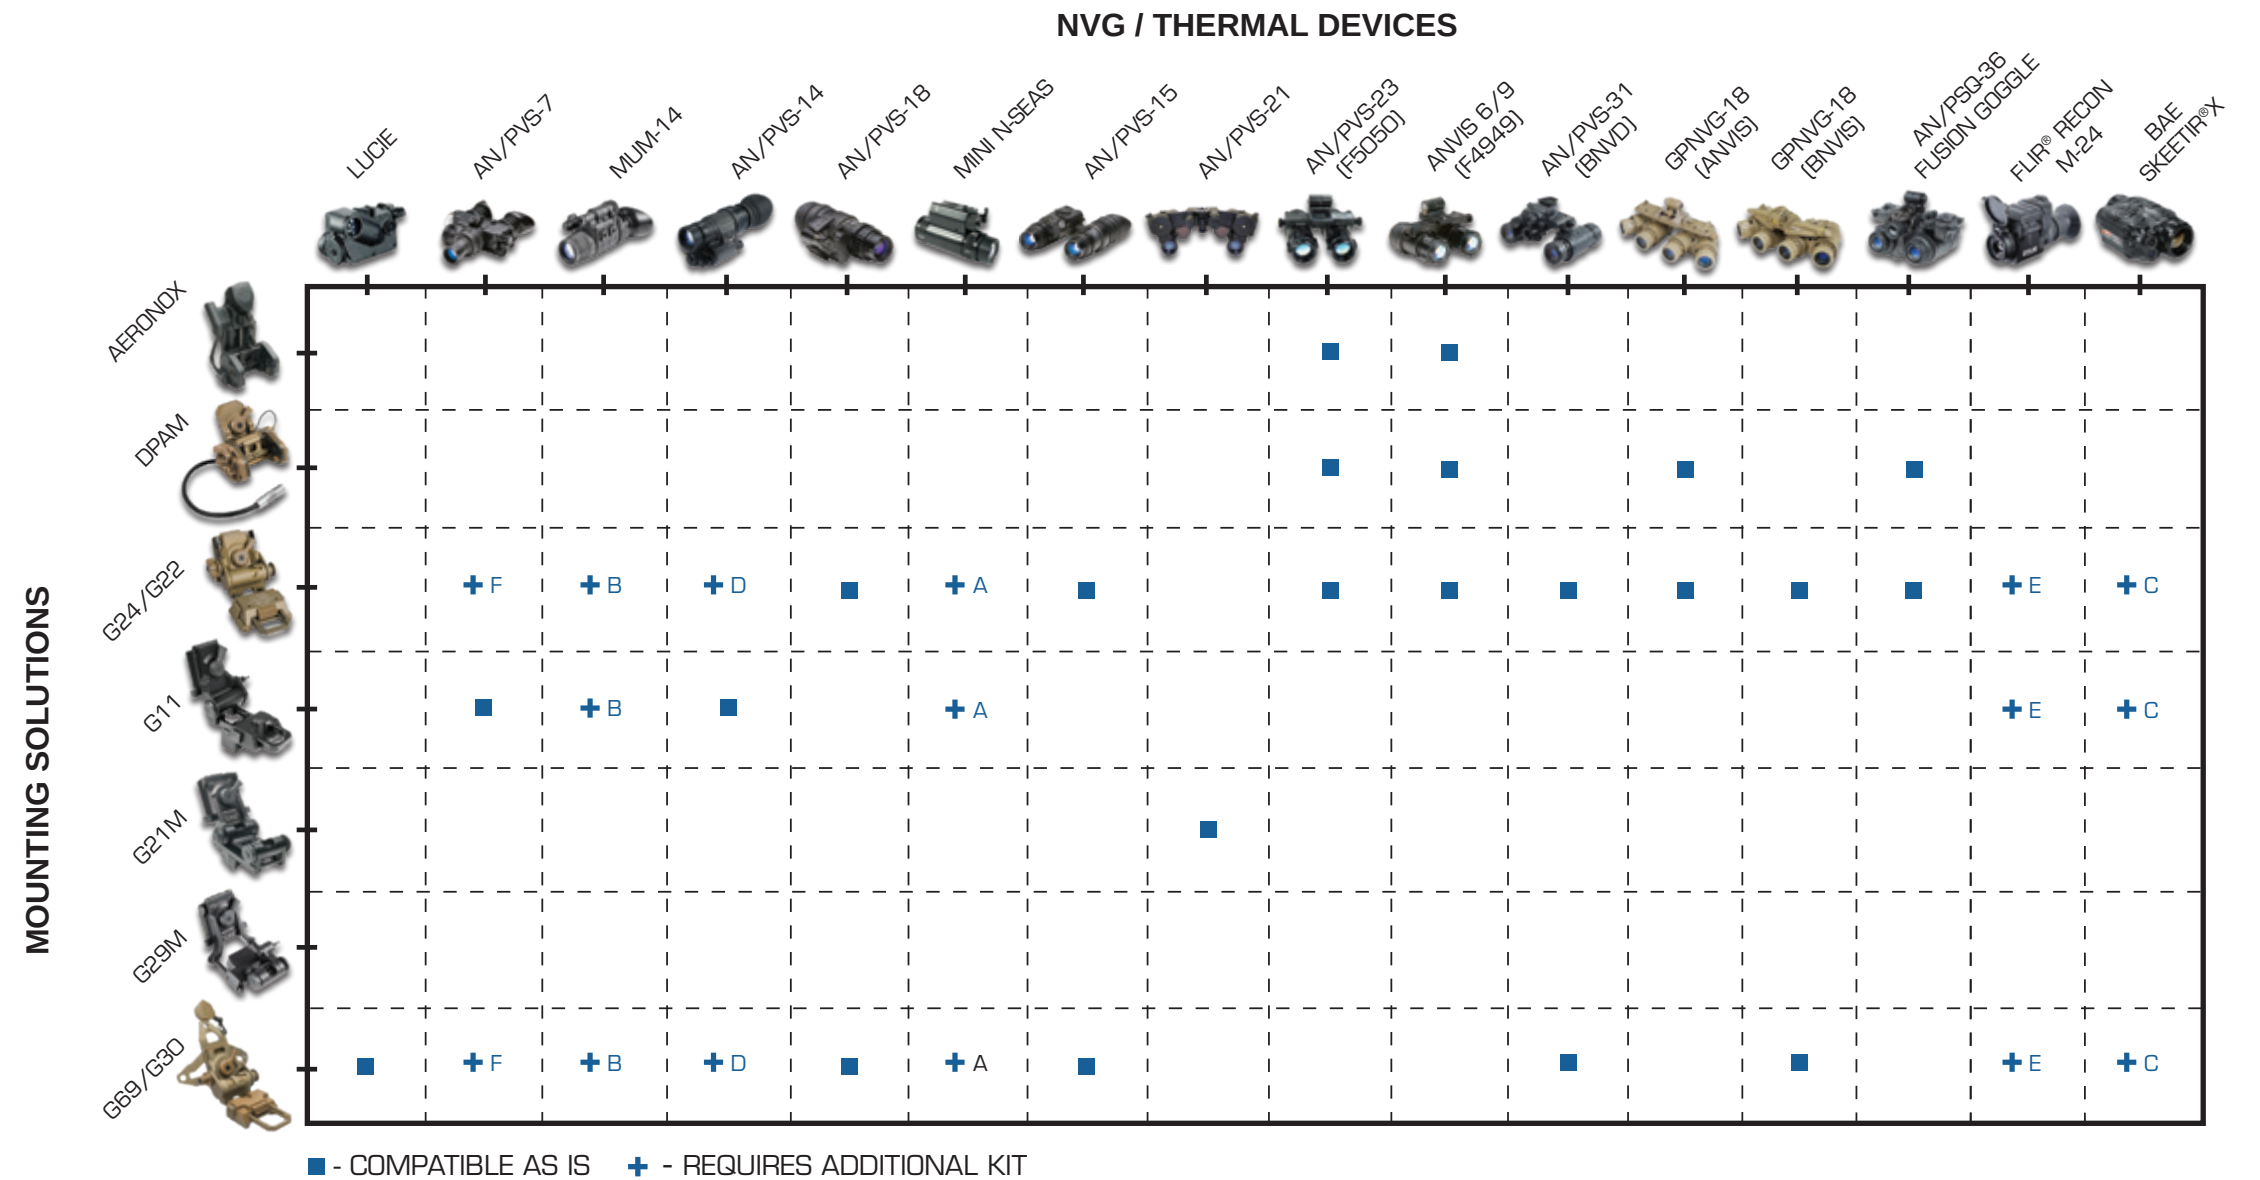 NVG / THERMAL DEVICES
LUCIE
AN/PVS-7
MUM-14
AN/PVS-14
AN/PVS-18
MINI N-SEAS
AN/PVS-15
AN/PVS-21
AN/PVS-23
(F5050)
ANVIS 6/9
(F4949)
AN/PVS-31
(BNVD)
GPNVG-18
(ANVIS)
GPNVG-18
(BNVIS)
AN/PSQ-36
FUSION GOGGLE
FLIR® RECON
M-24
BAE
SKEETIR®X
MOUNTING SOLUTIONS
AERONOX
DPAM
G24/G22
F B D A E C
G11
B A E C
G21M
G29M
G69/G30
F B D A E C
- COMPATIBLE AS IS
- REQUIRES ADDITIONAL KIT